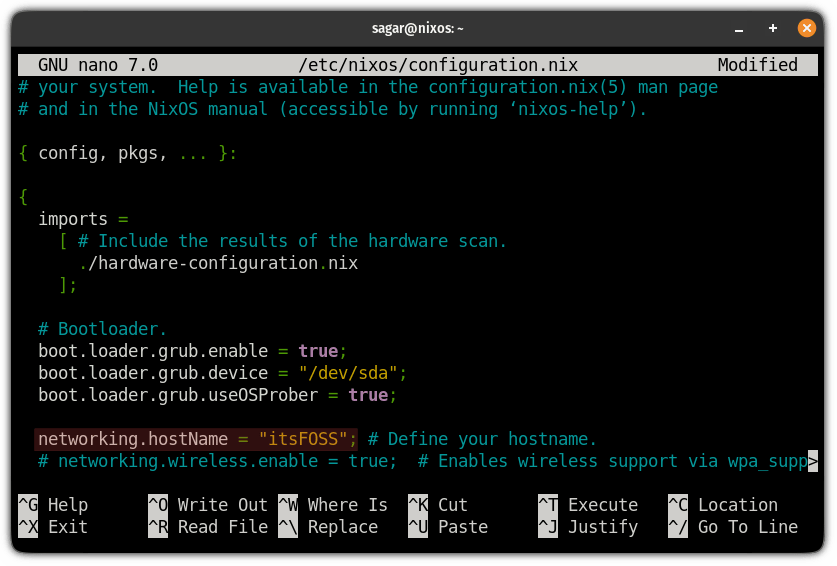 sagar@nixos: ~
GNU nano 7.0 /etc/nixos/configuration.nix Modified
# your system.  Help is available in the configuration.nix(5) man page
# and in the NixOS manual (accessible by running ‘nixos-help’).
{ config, pkgs, ... }:
{
  imports =
    [ # Include the results of the hardware scan.
      ./hardware-configuration.nix
    ];
  # Bootloader.
  boot.loader.grub.enable = true;
  boot.loader.grub.device = "/dev/sda";
  boot.loader.grub.useOSProber = true;
  networking.hostName = "itsFOSS"; # Define your hostname.
  # networking.wireless.enable = true;  # Enables wireless support via wpa_supp>
^G Help ^O Write Out ^W Where Is ^K Cut ^T Execute ^C Location
^X Exit ^R Read File ^\ Replace ^U Paste ^J Justify ^/ Go To Line